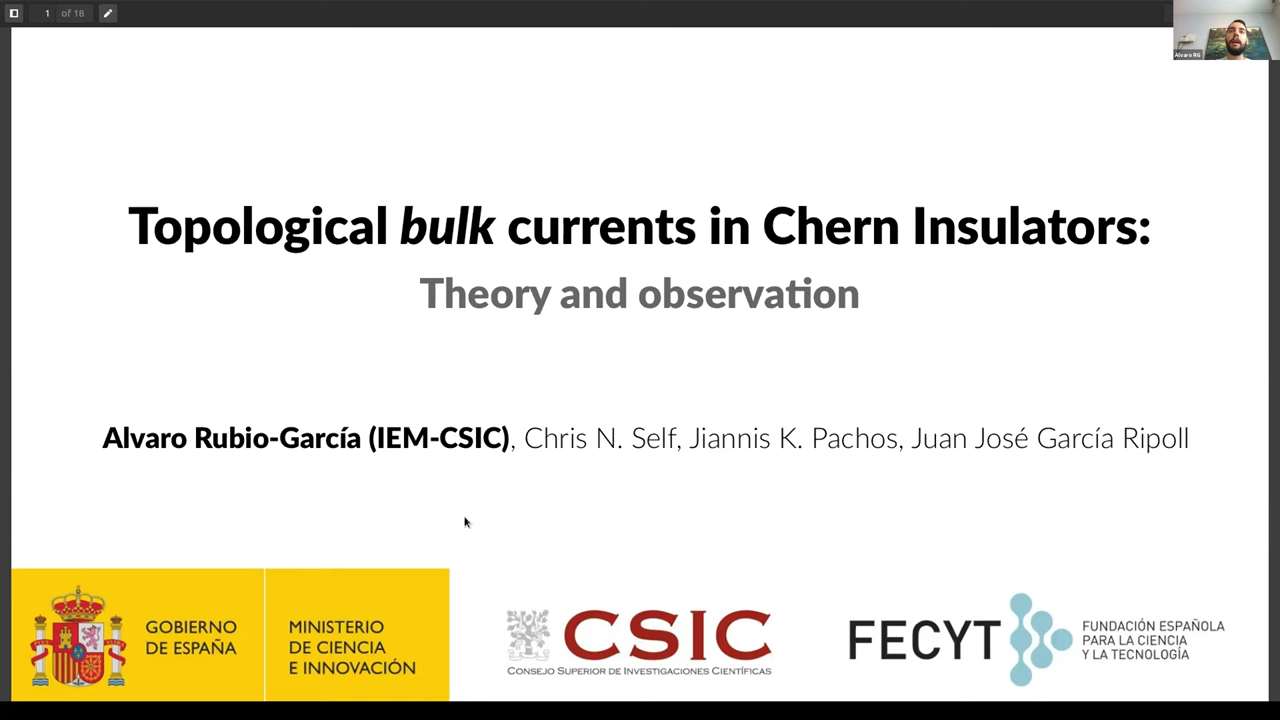 1 of 18
Alvaro RG
Topological bulk currents in Chern Insulators:
Theory and observation
Alvaro Rubio-García (IEM-CSIC), Chris N. Self, Jiannis K. Pachos, Juan José García Ripoll
GOBIERNO
DE ESPAÑA
MINISTERIO
DE CIENCIA
E INNOVACIÓN
CSIC
CONSEJO SUPERIOR DE INVESTIGACIONES CIENTÍFICAS
FECYT
FUNDACIÓN ESPAÑOLA
PARA LA CIENCIA
Y LA TECNOLOGÍA